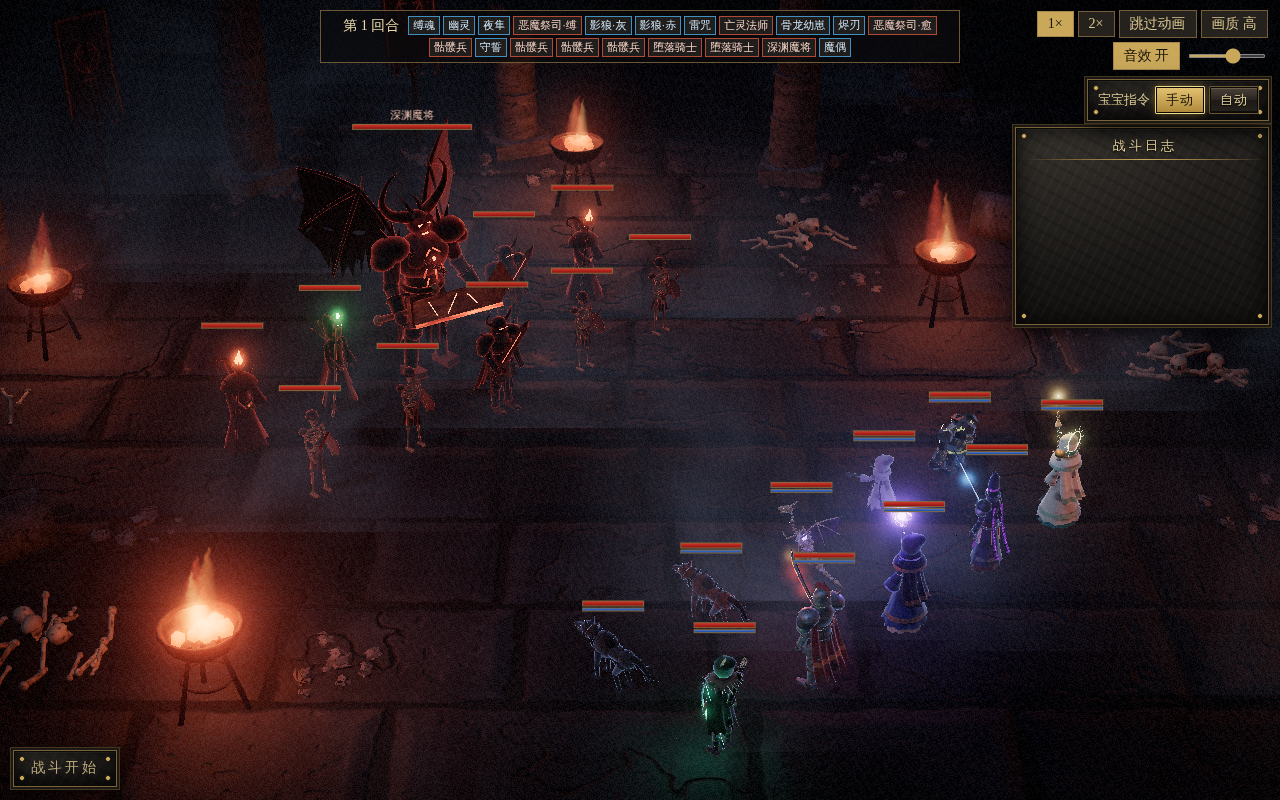 第 1 回合 缚魂 幽灵 夜隼 恶魔祭司·缚 影狼·灰 影狼·赤 雷咒 亡灵法师 骨龙幼崽 烬刃 恶魔祭司·愈
骷髅兵 守誓 骷髅兵 骷髅兵 骷髅兵 堕落骑士 堕落骑士 深渊魔将 魔偶
1× 2× 跳过动画 画质 高
音效 开
宝宝指令 手动 自动
战斗日志
深渊魔将
战斗开始